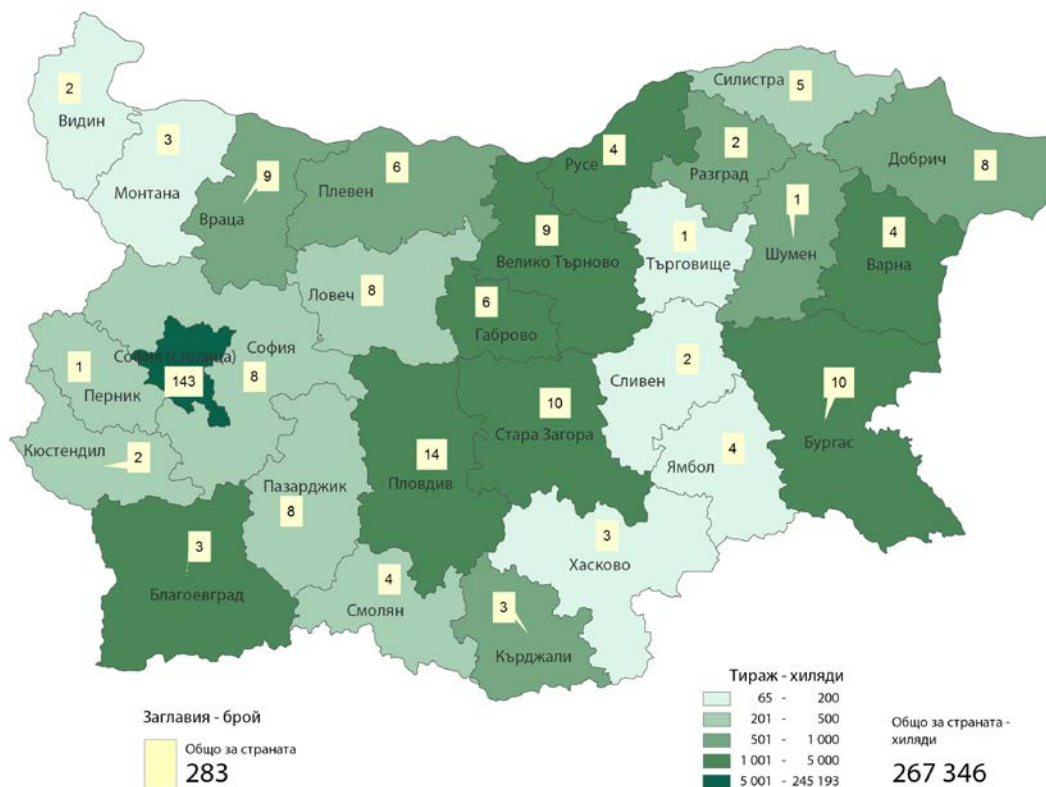 2
Видин
3
Монтана
9
Враца
6
Плевен
4
Русе
5
Силистра
2
Разград
8
Добрич
1
Шумен
4
Варна
9
Велико Търново
1
Търговище
8
Ловеч
6
Габрово
София (столица)
143
София
8
1
Перник
Кюстендил
2
2
Сливен
10
Стара Загора
10
Бургас
14
Пловдив
Пазарджик
8
4
Ямбол
3
Благоевград
4
Смолян
3
Кърджали
3
Хасково
Заглавия - брой
Общо за страната
283
Тираж - хиляди
65 - 200
201 - 500
501 - 1 000
1 001 - 5 000
5 001 - 245 193
Общо за страната -
хиляди
267 346